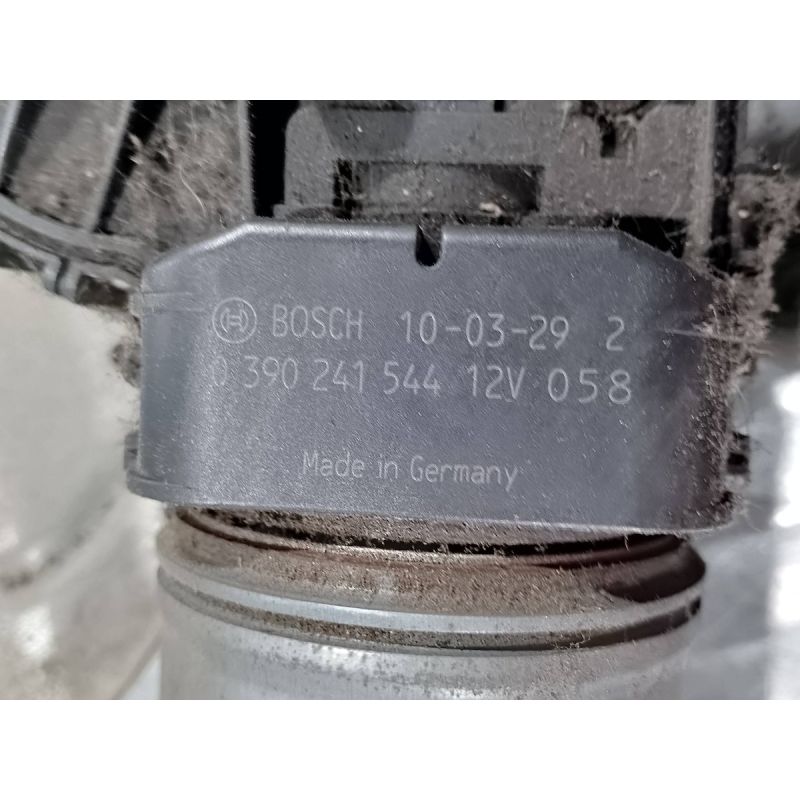 BOSCH 10-03-29 2
0 390 241 544 12V 058
Made in Germany